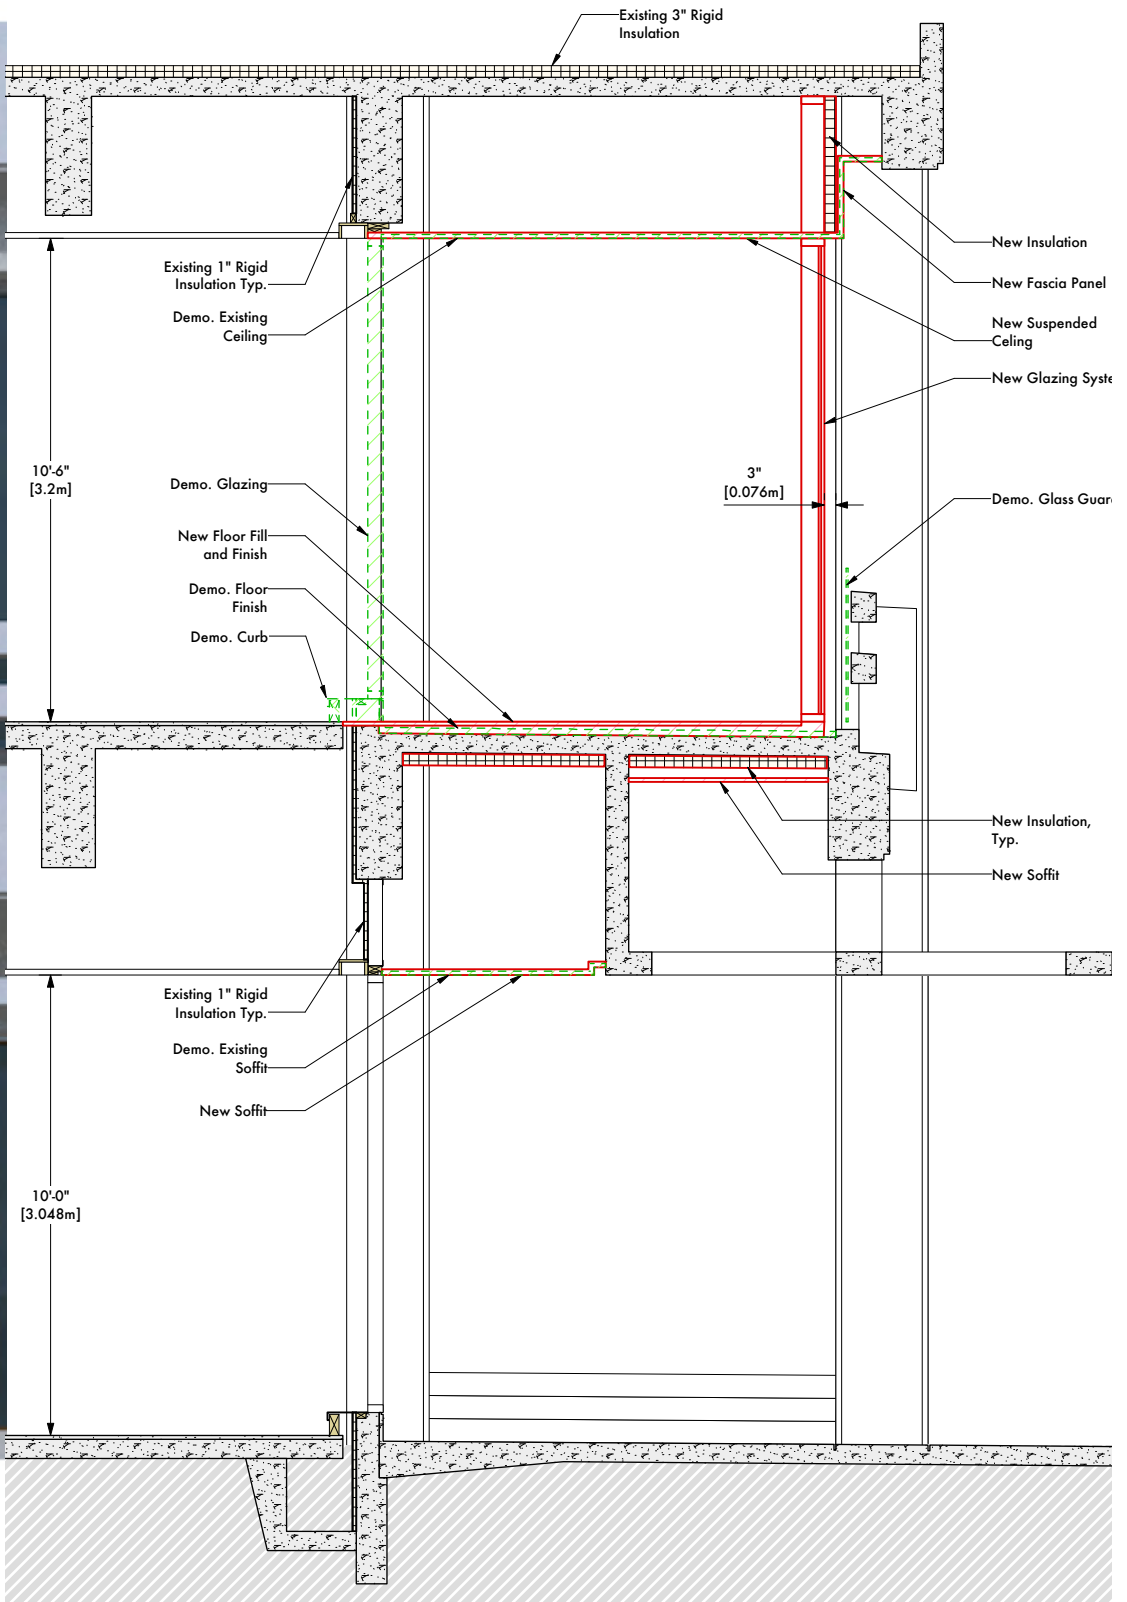 Existing 3" Rigid
Insulation
New Insulation
Existing 1" Rigid
Insulation Typ.
New Fascia Panel
Demo. Existing
Ceiling
New Suspended
Celing
New Glazing Syste
10'-6"
[3.2m]
3"
[0.076m]
Demo. Glazing
Demo. Glass Guar
New Floor Fill
and Finish
Demo. Floor
Finish
Demo. Curb
New Insulation,
Typ.
New Soffit
Existing 1" Rigid
Insulation Typ.
Demo. Existing
Soffit
New Soffit
10'-0"
[3.048m]